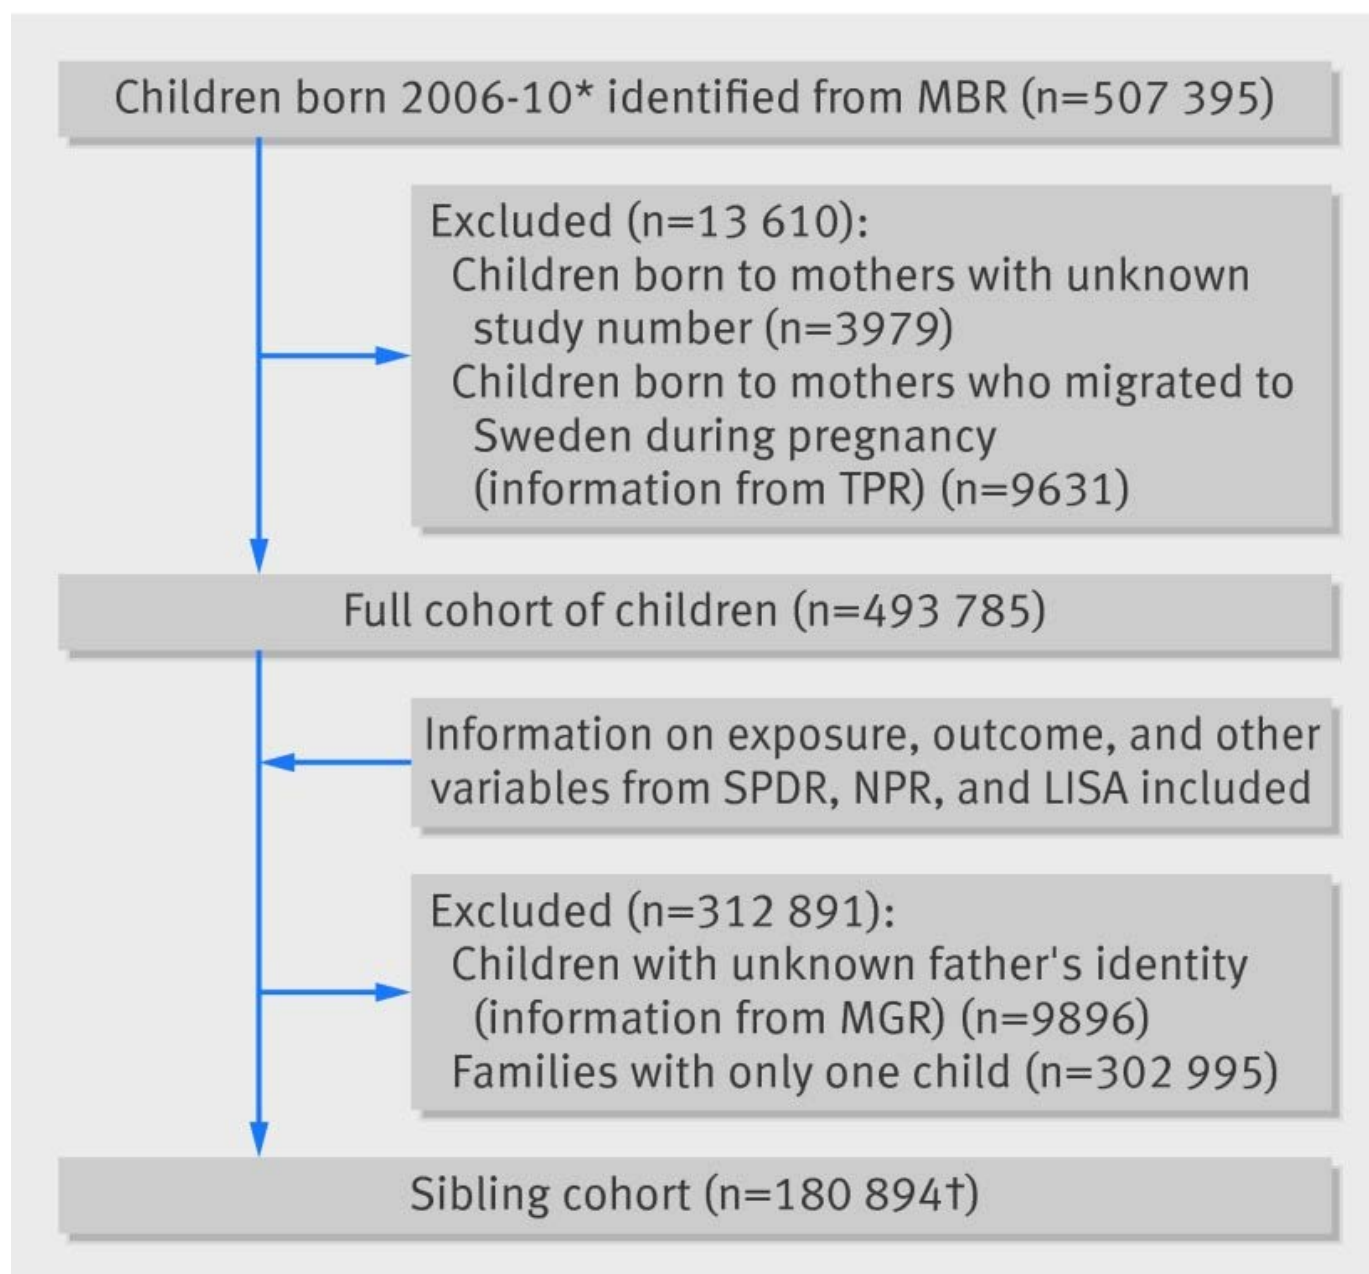 Children born 2006-10* identified from MBR (n=507 395)
Excluded (n=13 610):
Children born to mothers with unknown
study number (n=3979)
Children born to mothers who migrated to
Sweden during pregnancy
(information from TPR) (n=9631)
Full cohort of children (n=493 785)
Information on exposure, outcome, and other
variables from SPDR, NPR, and LISA included
Excluded (n=312 891):
Children with unknown father's identity
(information from MGR) (n=9896)
Families with only one child (n=302 995)
Sibling cohort (n=180 894†)